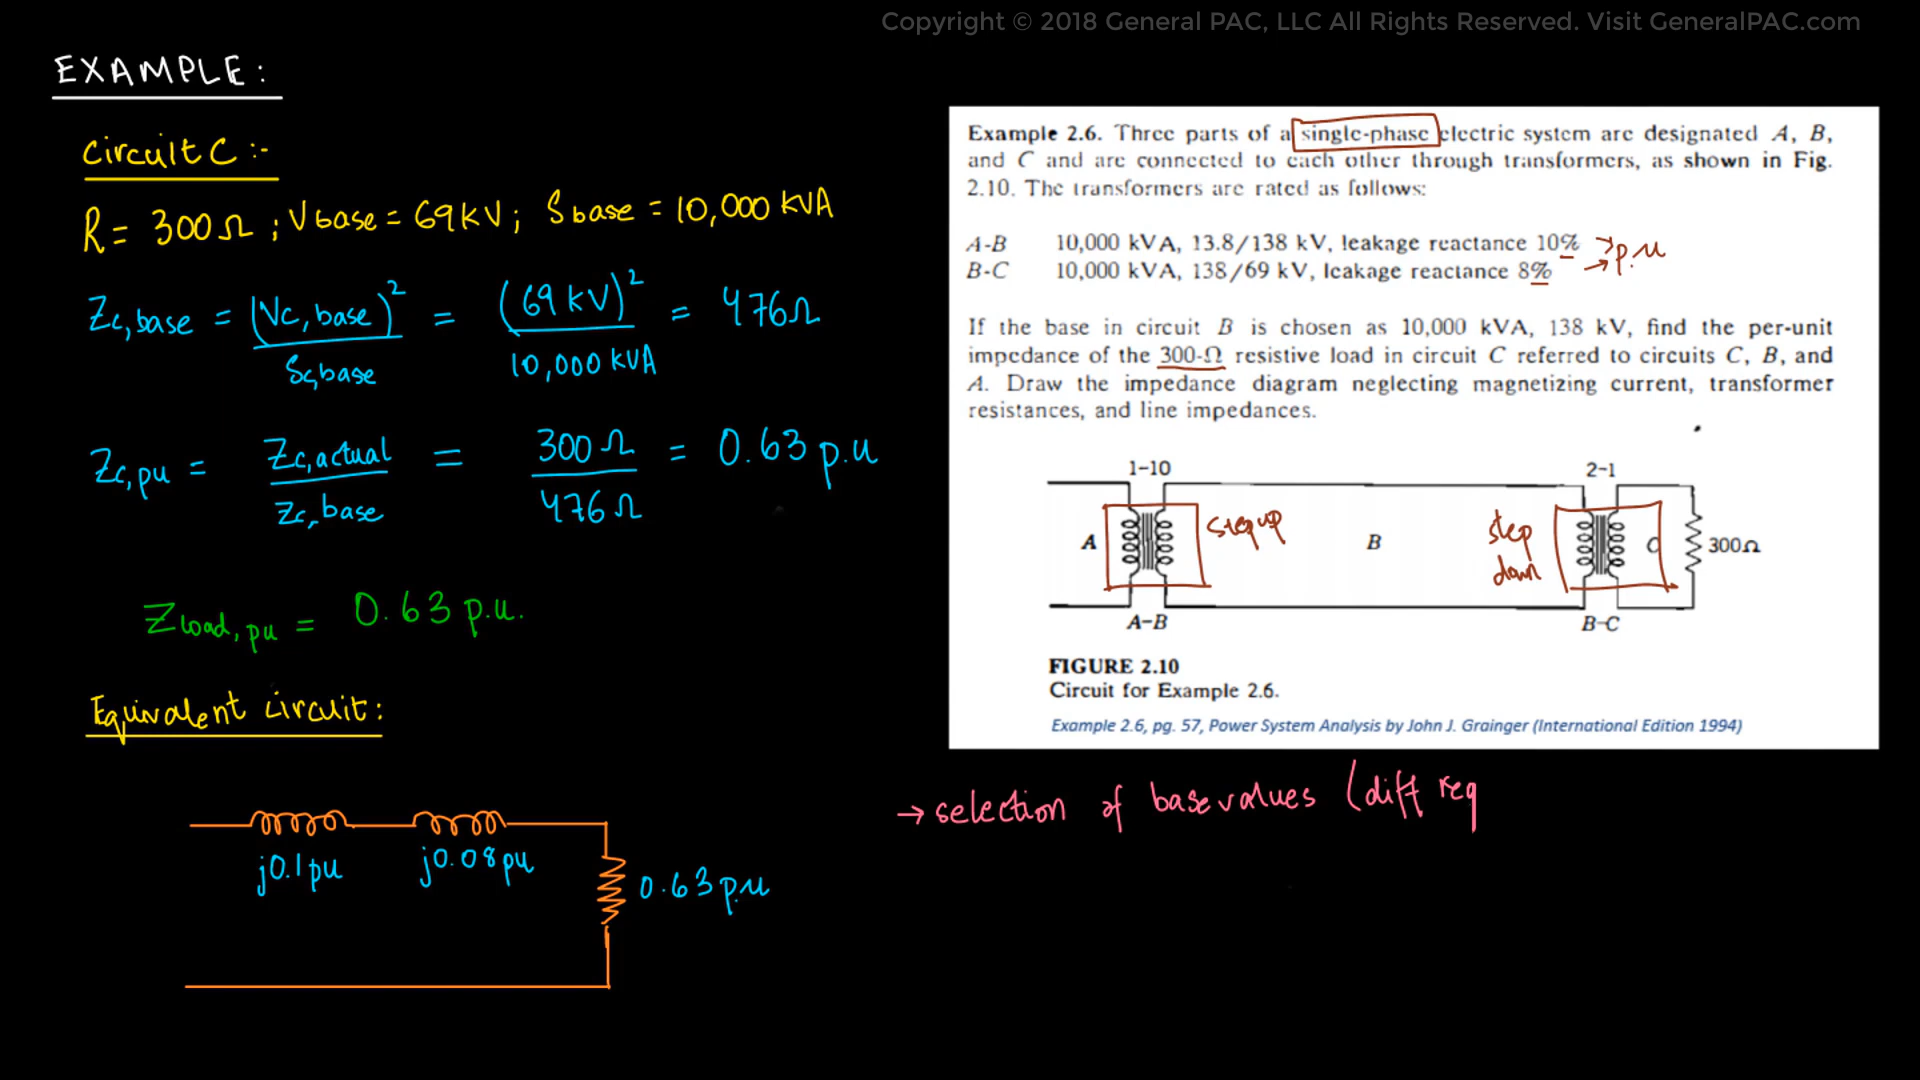 Copyright © 2018 General PAC, LLC All Rights Reserved. Visit GeneralPAC.com
EXAMPLE:
Circuit C :-
R = 300Ω ; Vbase = 69KV ; Sbase = 10,000 KVA
Zc,base = (Vc,base)² / Sc,base = (69 KV)² / 10,000 KVA = 476Ω
Zc,pu = Zc,actual / Zc,base = 300 Ω / 476 Ω = 0.63 p.u
Zload,pu = 0.63 p.u.
Equivalent circuit:
j0.1pu j0.08pu
0.63p.u
Example 2.6. Three parts of a single-phase electric system are designated A, B,
and C and are connected to each other through transformers, as shown in Fig.
2.10. The transformers are rated as follows:
A-B 10,000 kVA, 13.8/138 kV, leakage reactance 10%
B-C 10,000 kVA, 138/69 kV, leakage reactance 8%
→ p.u
If the base in circuit B is chosen as 10,000 kVA, 138 kV, find the per-unit
impedance of the 300-Ω resistive load in circuit C referred to circuits C, B, and
A. Draw the impedance diagram neglecting magnetizing current, transformer
resistances, and line impedances.
1-10 2-1
A step up B step down C 300Ω
A-B B-C
FIGURE 2.10
Circuit for Example 2.6.
Example 2.6, pg. 57, Power System Analysis by John J. Grainger (International Edition 1994)
→ selection of base values (diff reg